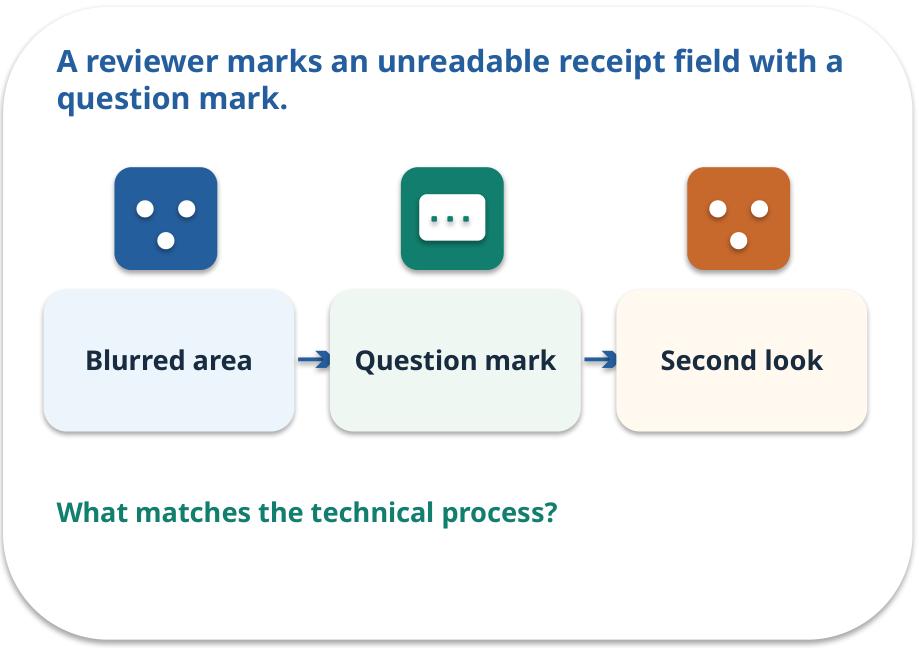 A reviewer marks an unreadable receipt field with a
question mark.
Blurred area
Question mark
Second look
What matches the technical process?